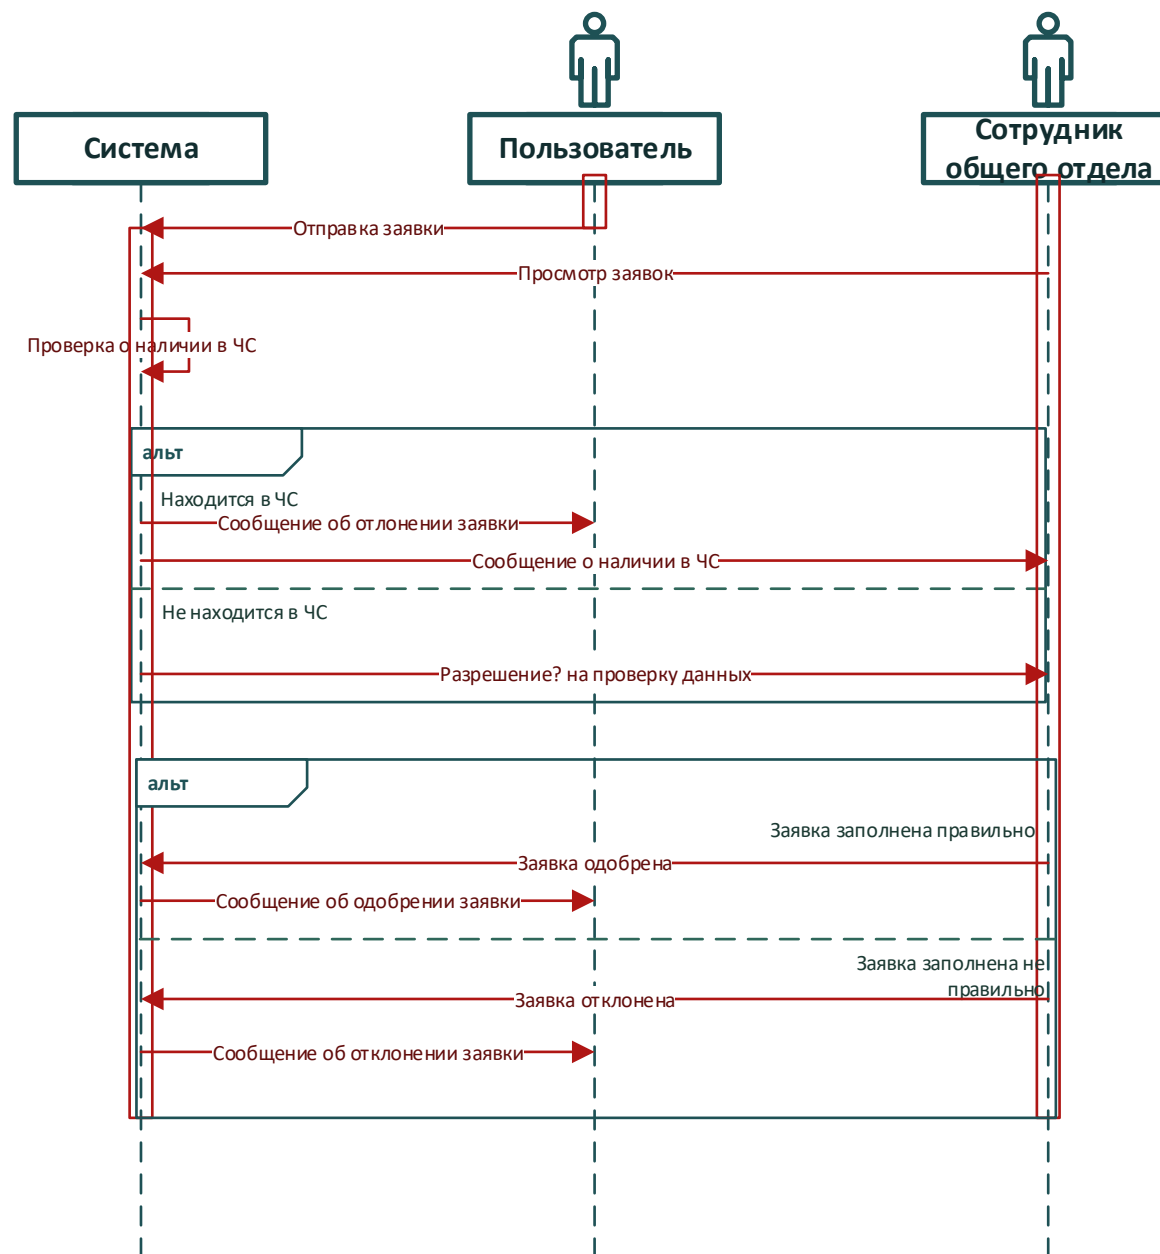 Система
Пользователь
Сотрудник
общего отдела
Отправка заявки
Просмотр заявок
Проверка о наличии в ЧС
альт
Находится в ЧС
Сообщение об отлонении заявки
Сообщение о наличии в ЧС
Не находится в ЧС
Разрешение? на проверку данных
альт
Заявка заполнена правильно
Заявка одобрена
Сообщение об одобрении заявки
Заявка заполнена не
правильно
Заявка отклонена
Сообщение об отклонении заявки